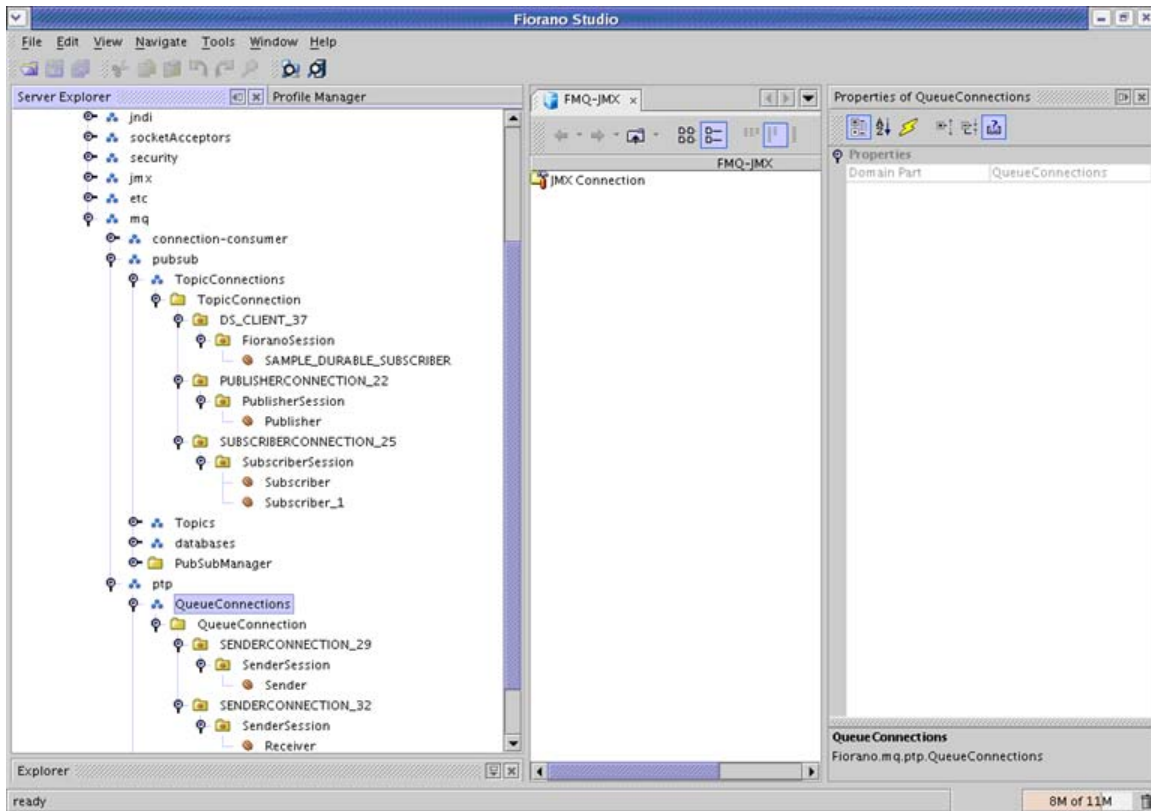 Fiorano Studio
File Edit View Navigate Tools Window Help
Server Explorer
Profile Manager
jndi
socketAcceptors
security
jmx
etc
mq
connection-consumer
pubsub
TopicConnections
TopicConnection
DS_CLIENT_37
FioranoSession
SAMPLE_DURABLE_SUBSCRIBER
PUBLISHERCONNECTION_22
PublisherSession
Publisher
SUBSCRIBERCONNECTION_25
SubscriberSession
Subscriber
Subscriber_1
Topics
databases
PubSubManager
ptp
QueueConnections
QueueConnection
SENDERCONNECTION_29
SenderSession
Sender
SENDERCONNECTION_32
SenderSession
Receiver
Explorer
FMQ-JMX
FMQ-JMX
JMX Connection
Properties of QueueConnections
Properties
Domain Part QueueConnections
QueueConnections
Fiorano.mq.ptp.QueueConnections
ready
8M of 11M